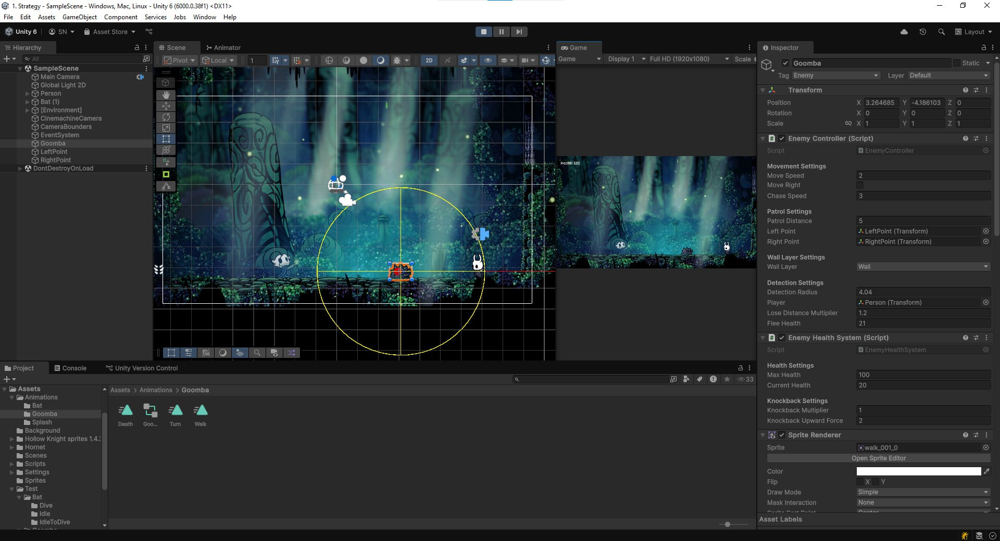 1. Strategy - SampleScene - Windows, Mac, Linux - Unity 6 (6000.0.38f1) <DX11>
File Edit Assets GameObject Component Services Jobs Window Help
Unity 6 SN Asset Store Layout
Hierarchy
All
SampleScene
Main Camera
Global Light 2D
Person
Bat (1)
[Environment]
CinemachineCamera
CameraBounders
EventSystem
Goomba
LeftPoint
RightPoint
DontDestroyOnLoad
Scene Animator
Pivot Local 1 2D
Game
Game Display 1 Full HD (1920x1080) Scale
Health: 100
Inspector
Goomba Static
Tag Enemy Layer Default
Transform
Position X 3.264685 Y -4.186103 Z 0
Rotation X 0 Y 0 Z 0
Scale X 1 Y 1 Z 1
Enemy Controller (Script)
Script EnemyController
Movement Settings
Move Speed 2
Move Right
Chase Speed 3
Patrol Settings
Patrol Distance 5
Left Point LeftPoint (Transform)
Right Point RightPoint (Transform)
Wall Layer Settings
Wall Layer Wall
Detection Settings
Detection Radius 4.04
Player Person (Transform)
Lose Distance Multiplier 1.2
Flee Health 21
Enemy Health System (Script)
Script EnemyHealthSystem
Health Settings
Max Health 100
Current Health 20
Knockback Settings
Knockback Multiplier 1
Knockback Upward Force 2
Sprite Renderer
Sprite walk_001_0
Open Sprite Editor
Color
Flip X Y
Draw Mode Simple
Mask Interaction None
Asset Labels
Project Console Unity Version Control
33
Assets
Animations
Bat
Goomba
Splash
Background
Hollow Knight sprites 1.4.
Hornet
Scenes
Scripts
Settings
Sprites
Test
Bat
Dive
Idle
IdleToDive
Assets > Animations > Goomba
Death Goo... Turn Walk